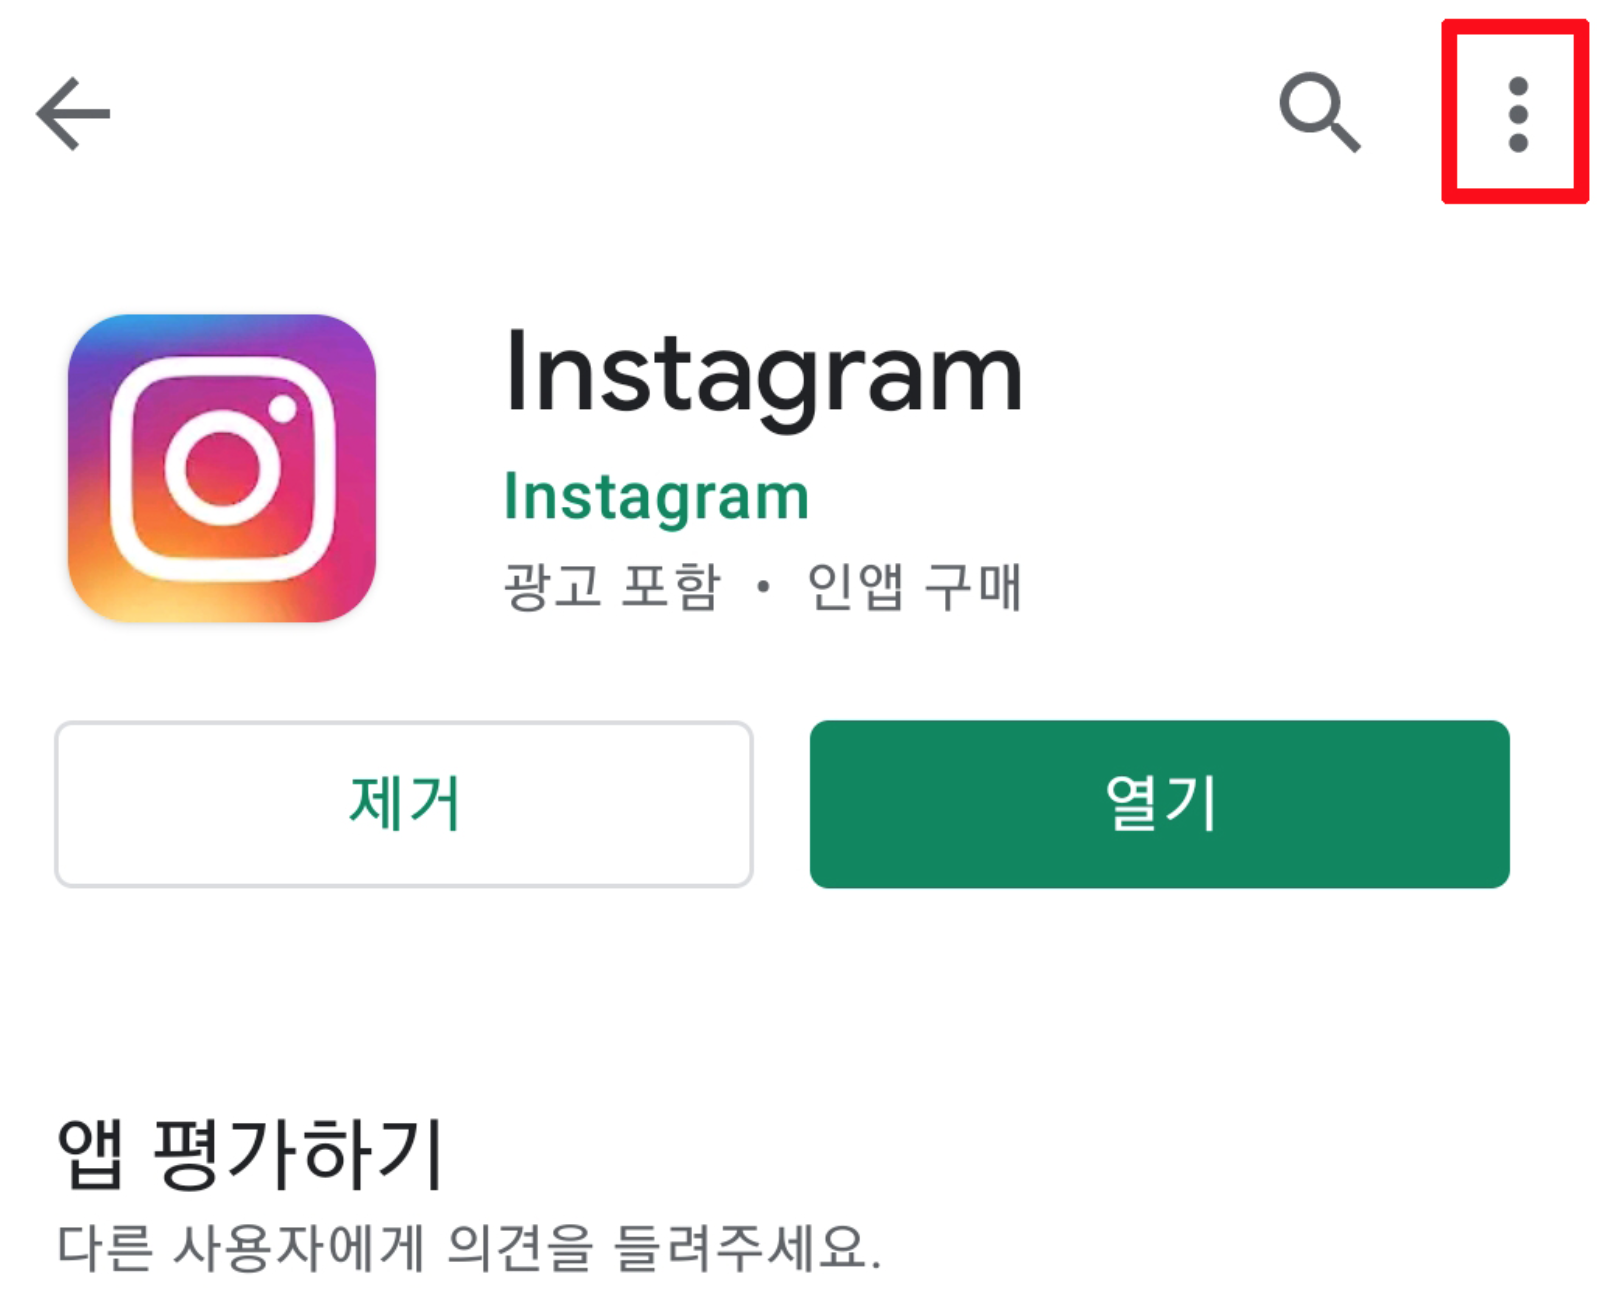 Instagram
Instagram
광고 포함 • 인앱 구매
제거
열기
앱 평가하기
다른 사용자에게 의견을 들려주세요.